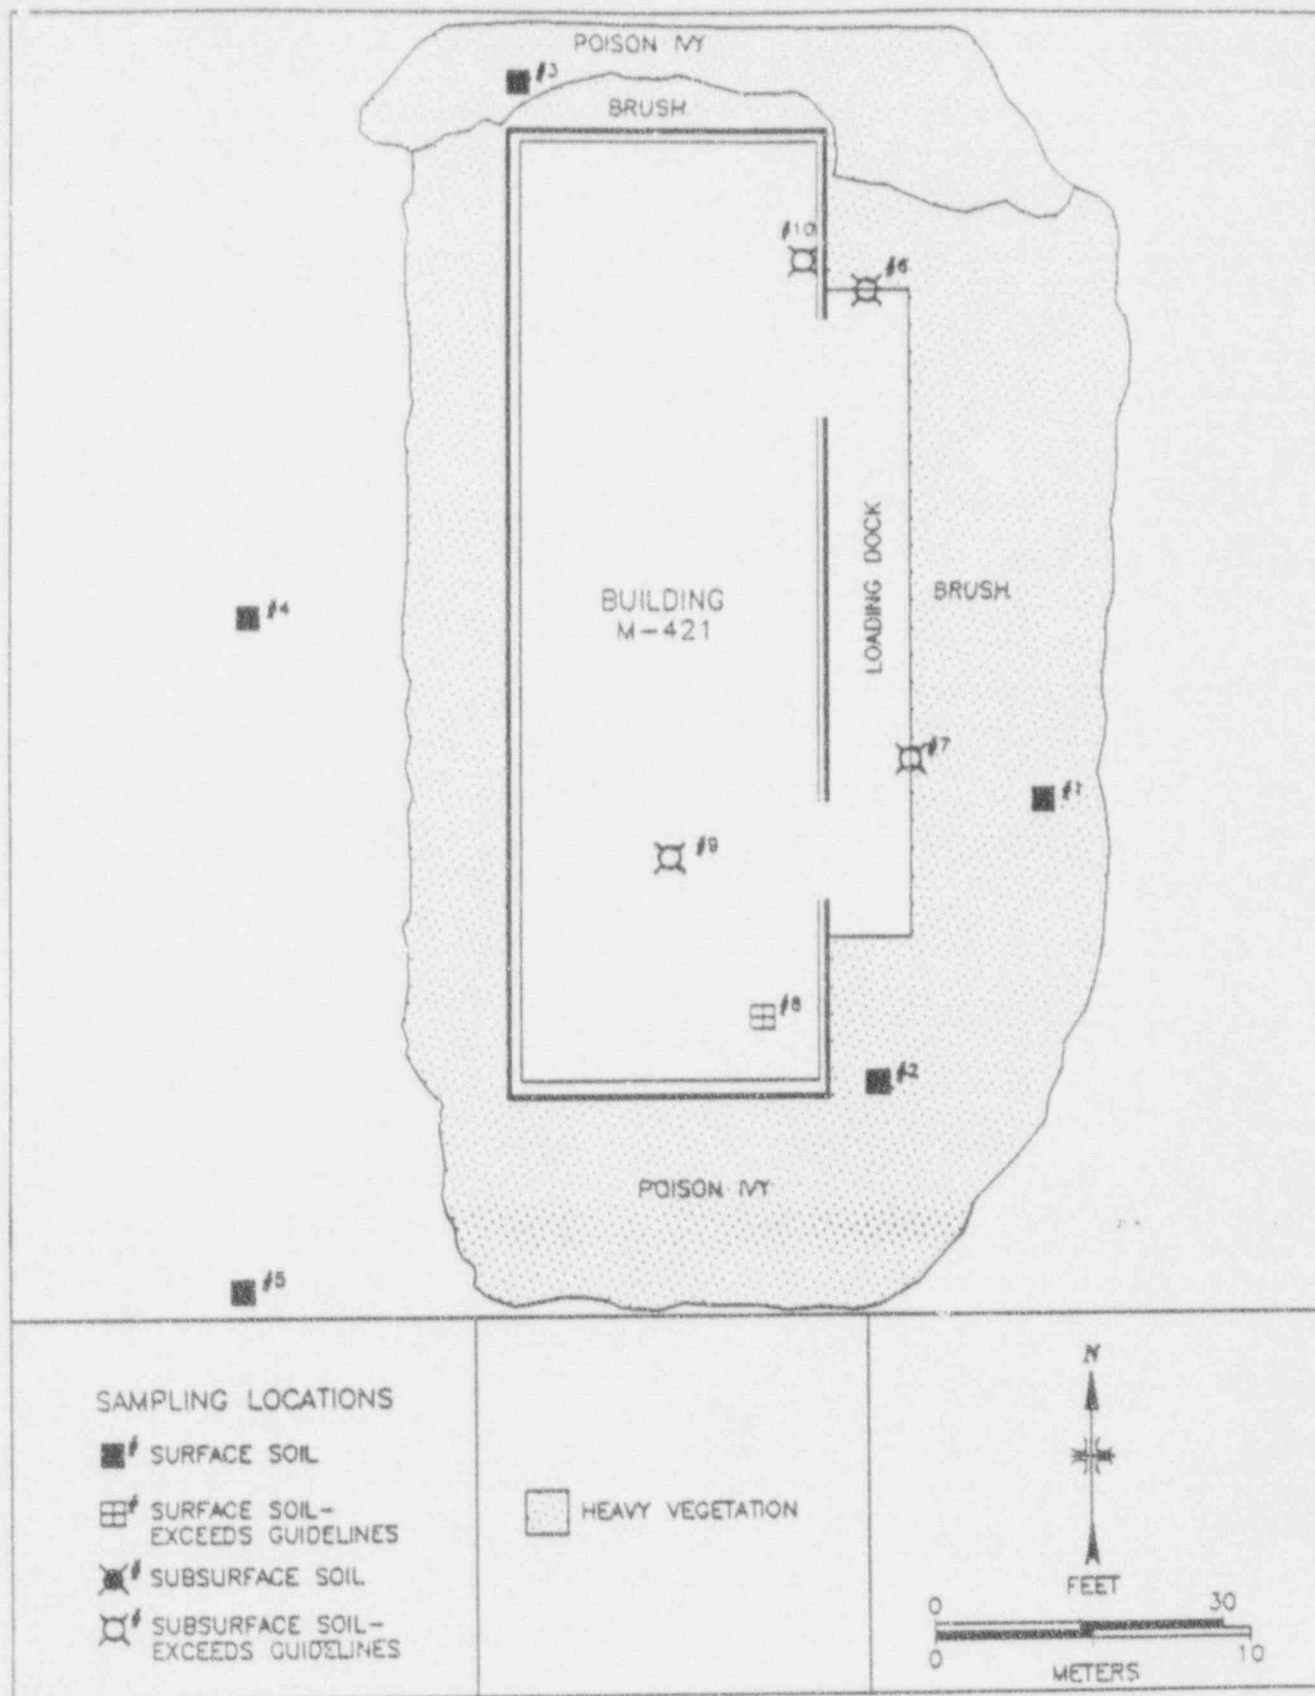 POISON IVY
#3
BRUSH
#10
#6
LOADING DOCK
BUILDING
M-421
BRUSH
#4
#7
#1
#9
#8
#2
POISON IVY
#5
SAMPLING LOCATIONS
# SURFACE SOIL
# SURFACE SOIL-
EXCEEDS GUIDELINES
# SUBSURFACE SOIL
# SUBSURFACE SOIL-
EXCEEDS GUIDELINES
HEAVY VEGETATION
N
FEET
0 30
0 10
METERS